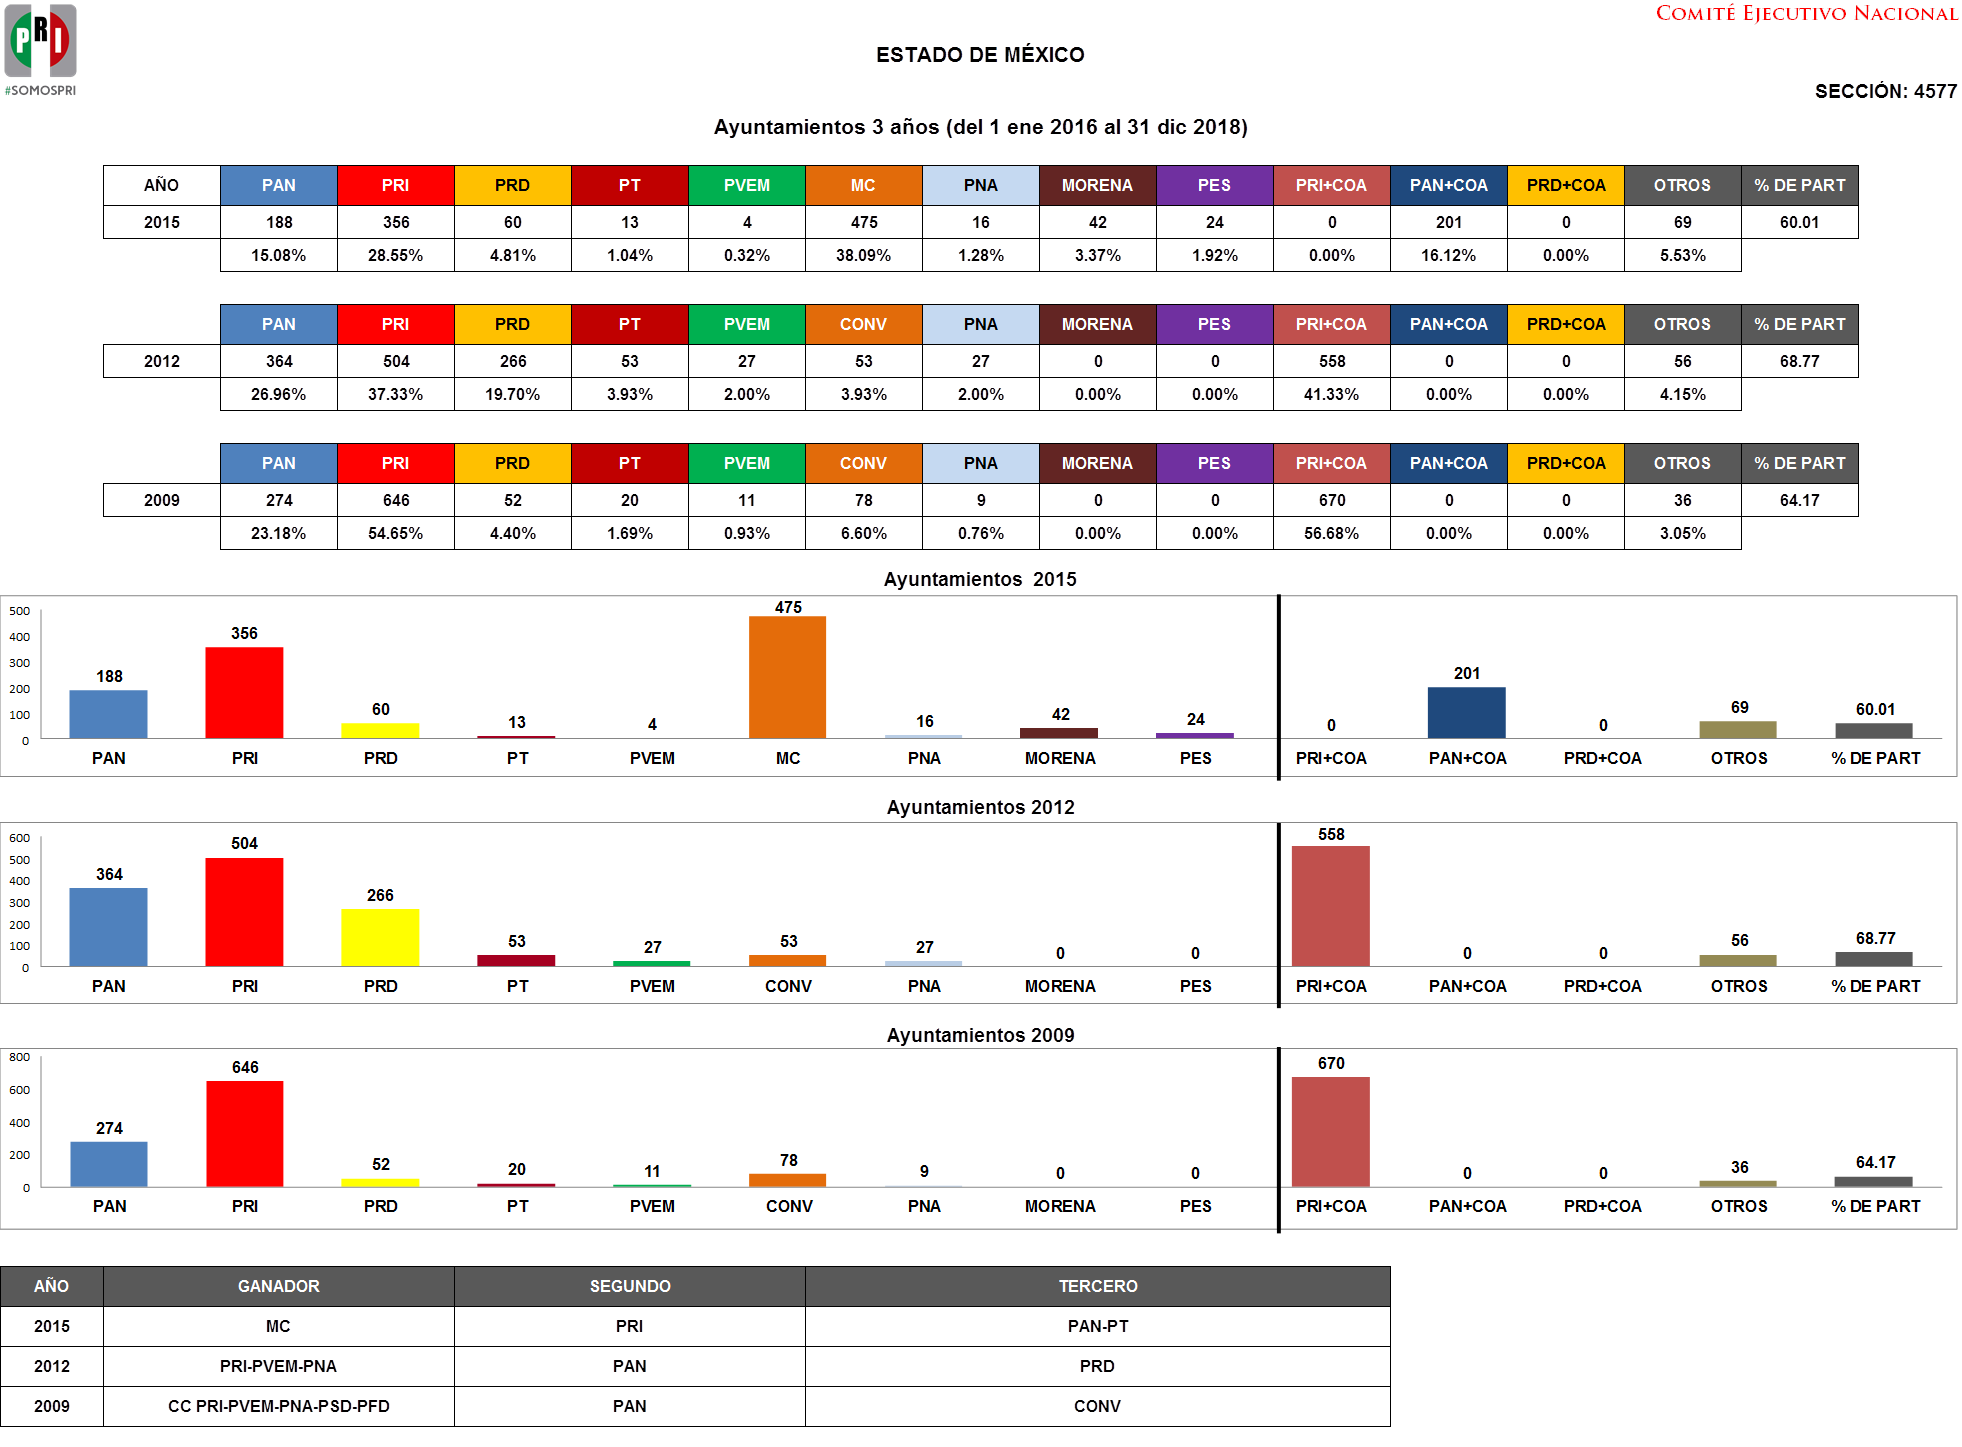 COMITÉ EJECUTIVO NACIONAL
PRI
#SOMOSPRI
ESTADO DE MÉXICO
SECCIÓN: 4577
Ayuntamientos 3 años (del 1 ene 2016 al 31 dic 2018)
AÑO PAN PRI PRD PT PVEM MC PNA MORENA PES PRI+COA PAN+COA PRD+COA OTROS % DE PART
2015 188 356 60 13 4 475 16 42 24 0 201 0 69 60.01
15.08% 28.55% 4.81% 1.04% 0.32% 38.09% 1.28% 3.37% 1.92% 0.00% 16.12% 0.00% 5.53%
PAN PRI PRD PT PVEM CONV PNA MORENA PES PRI+COA PAN+COA PRD+COA OTROS % DE PART
2012 364 504 266 53 27 53 27 0 0 558 0 0 56 68.77
26.96% 37.33% 19.70% 3.93% 2.00% 3.93% 2.00% 0.00% 0.00% 41.33% 0.00% 0.00% 4.15%
PAN PRI PRD PT PVEM CONV PNA MORENA PES PRI+COA PAN+COA PRD+COA OTROS % DE PART
2009 274 646 52 20 11 78 9 0 0 670 0 0 36 64.17
23.18% 54.65% 4.40% 1.69% 0.93% 6.60% 0.76% 0.00% 0.00% 56.68% 0.00% 0.00% 3.05%
Ayuntamientos 2015
500
400
300
200
100
0
188 356 60 13 4 475 16 42 24 0 201 0 69 60.01
PAN PRI PRD PT PVEM MC PNA MORENA PES PRI+COA PAN+COA PRD+COA OTROS % DE PART
Ayuntamientos 2012
600
500
400
300
200
100
0
364 504 266 53 27 53 27 0 0 558 0 0 56 68.77
PAN PRI PRD PT PVEM CONV PNA MORENA PES PRI+COA PAN+COA PRD+COA OTROS % DE PART
Ayuntamientos 2009
800
600
400
200
0
274 646 52 20 11 78 9 0 0 670 0 0 36 64.17
PAN PRI PRD PT PVEM CONV PNA MORENA PES PRI+COA PAN+COA PRD+COA OTROS % DE PART
AÑO GANADOR SEGUNDO TERCERO
2015 MC PRI PAN-PT
2012 PRI-PVEM-PNA PAN PRD
2009 CC PRI-PVEM-PNA-PSD-PFD PAN CONV